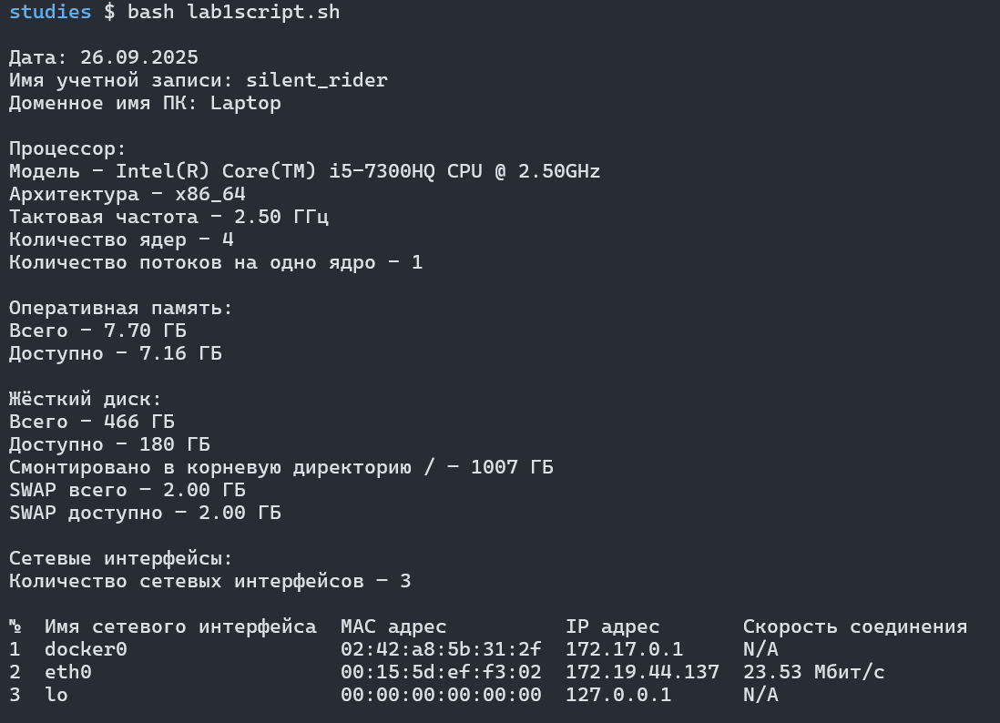 studies $ bash lab1script.sh
Дата: 26.09.2025
Имя учетной записи: silent_rider
Доменное имя ПК: Laptop
Процессор:
Модель – Intel(R) Core(TM) i5-7300HQ CPU @ 2.50GHz
Архитектура – x86_64
Тактовая частота – 2.50 ГГц
Количество ядер – 4
Количество потоков на одно ядро – 1
Оперативная память:
Всего – 7.70 ГБ
Доступно – 7.16 ГБ
Жёсткий диск:
Всего – 466 ГБ
Доступно – 180 ГБ
Смонтировано в корневую директорию / – 1007 ГБ
SWAP всего – 2.00 ГБ
SWAP доступно – 2.00 ГБ
Сетевые интерфейсы:
Количество сетевых интерфейсов – 3
№ Имя сетевого интерфейса MAC адрес IP адрес Скорость соединения
1 docker0 02:42:a8:5b:31:2f 172.17.0.1 N/A
2 eth0 00:15:5d:ef:f3:02 172.19.44.137 23.53 Мбит/с
3 lo 00:00:00:00:00:00 127.0.0.1 N/A